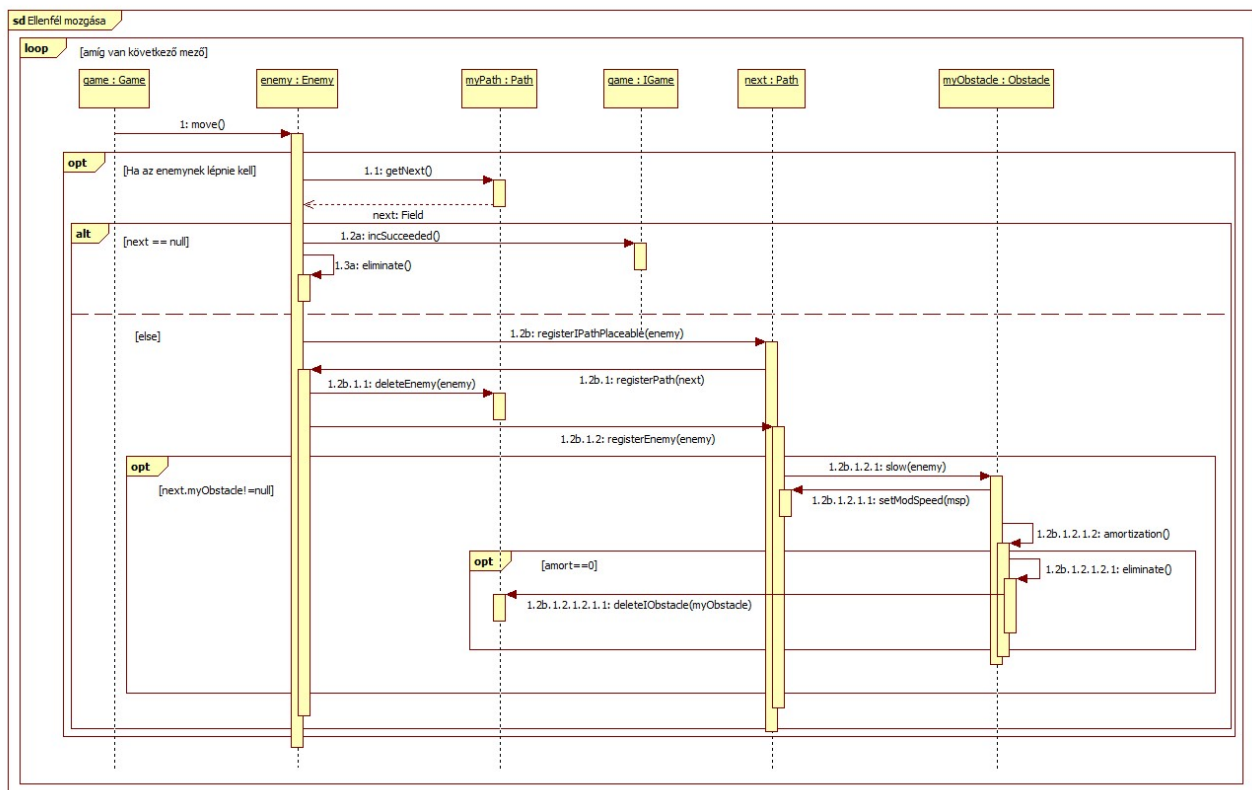 sd Ellenfél mozgása
loop
[amíg van következő mező]
game : Game
enemy : Enemy
myPath : Path
game : IGame
next : Path
myObstacle : Obstacle
1: move()
opt
[Ha az enemynek lépnie kell]
1.1: getNext()
next: Field
alt
[next == null]
1.2a: incSucceeded()
1.3a: eliminate()
[else]
1.2b: registerIPathPlaceable(enemy)
1.2b.1: registerPath(next)
1.2b.1.1: deleteEnemy(enemy)
1.2b.1.2: registerEnemy(enemy)
opt
[next.myObstacle!=null]
1.2b.1.2.1: slow(enemy)
1.2b.1.2.1.1: setModSpeed(msp)
1.2b.1.2.1.2: amortization()
opt
[amort==0]
1.2b.1.2.1.2.1: eliminate()
1.2b.1.2.1.2.1.1: deleteIObstacle(myObstacle)